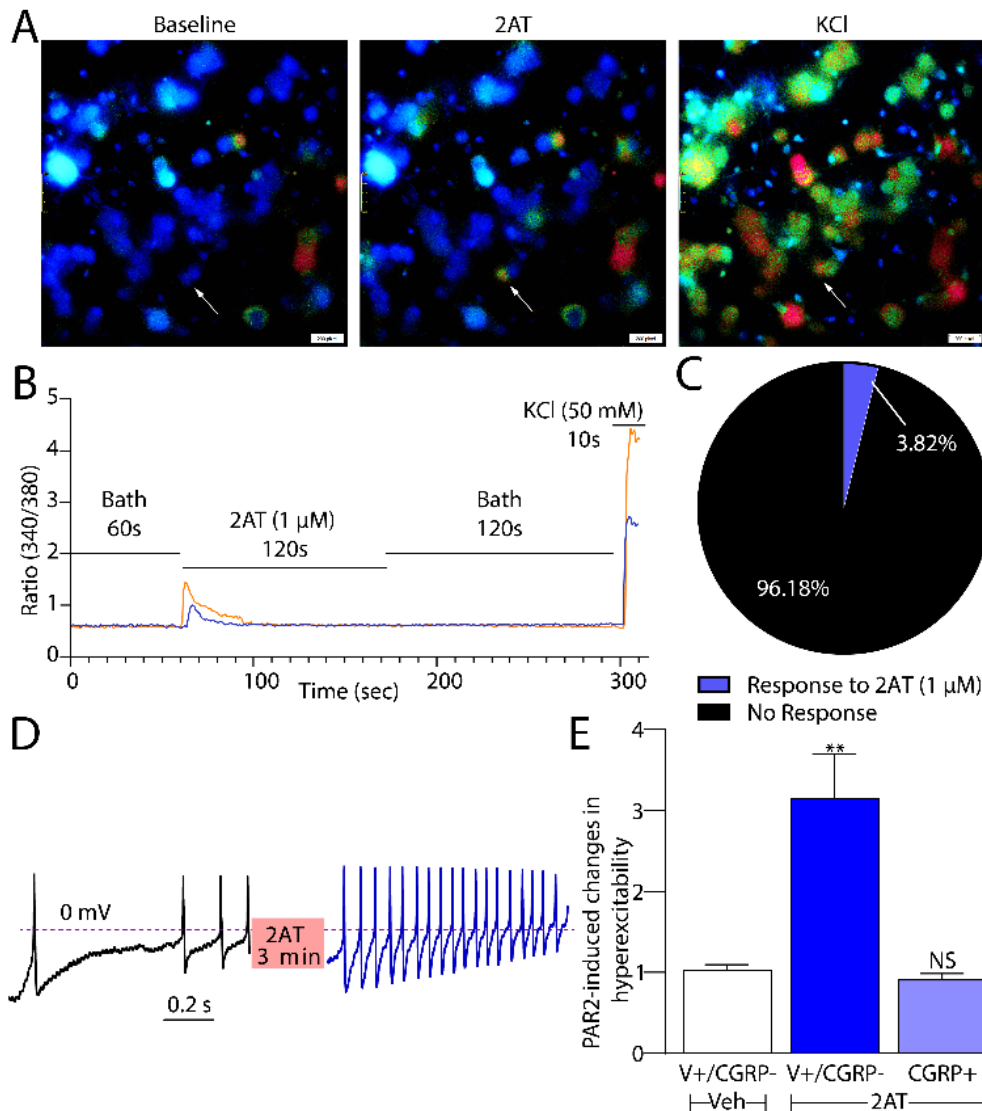 A
Baseline
2AT
KCl
B
Ratio (340/380)
5
4
3
2
1
0
Bath
60s
2AT (1 µM)
120s
Bath
120s
KCl (50 mM)
10s
0
100
200
300
Time (sec)
C
3.82%
96.18%
Response to 2AT (1 µM)
No Response
D
0 mV
2AT
3 min
0.2 s
E
PAR2-induced changes in
hyperexcitability
4
3
2
1
0
**
NS
V+/CGRP-
V+/CGRP-
CGRP+
Veh
2AT